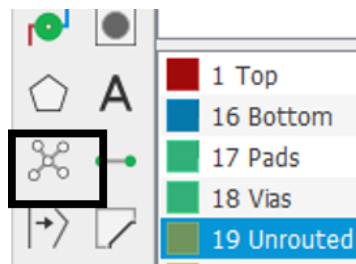 A
1 Top
16 Bottom
17 Pads
18 Vias
19 Unrouted